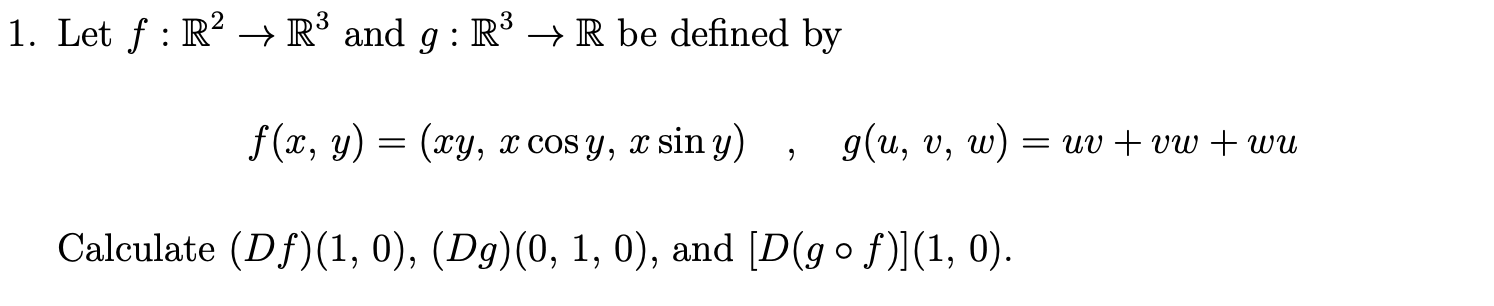 1. Let f : ℝ² → ℝ³ and g : ℝ³ → ℝ be defined by
f(x, y) = (xy, x cos y, x sin y) , g(u, v, w) = uv + vw + wu
Calculate (Df)(1, 0), (Dg)(0, 1, 0), and [D(g ∘ f)](1, 0).